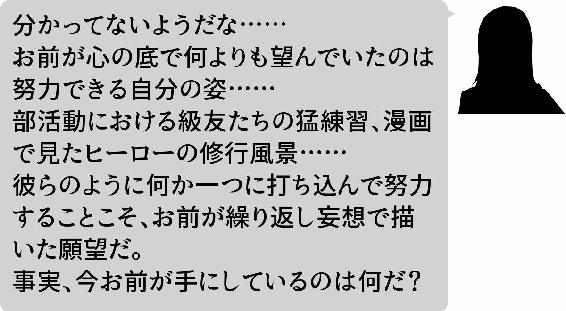 分かってないようだな……
お前が心の底で何よりも望んでいたのは
努力できる自分の姿……
部活動における級友たちの猛練習、漫画
で見たヒーローの修行風景……
彼らのように何か一つに打ち込んで努力
することこそ、お前が繰り返し妄想で描
いた願望だ。
事実、今お前が手にしているのは何だ？